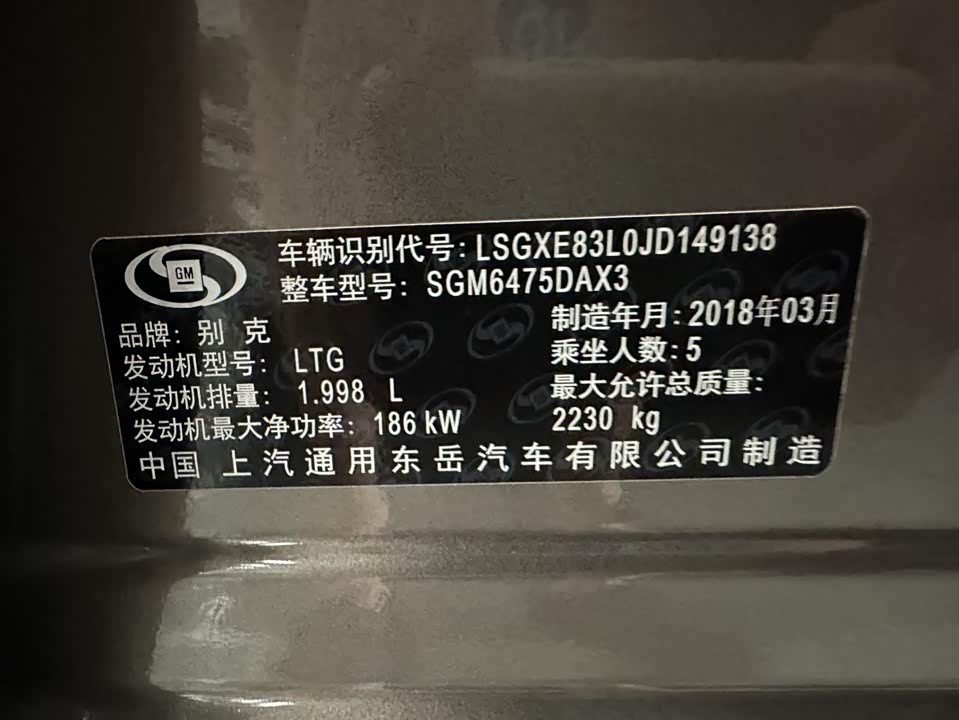 GM
车辆识别代号: LSGXE83L0JD149138
整车型号: SGM6475DAX3
品牌: 别 克
制造年月: 2018年03月
发动机型号: LTG
乘坐人数: 5
发动机排量: 1.998 L
最大允许总质量:
发动机最大净功率: 186 kW
2230 kg
中国 上汽通用东岳汽车有限公司制造